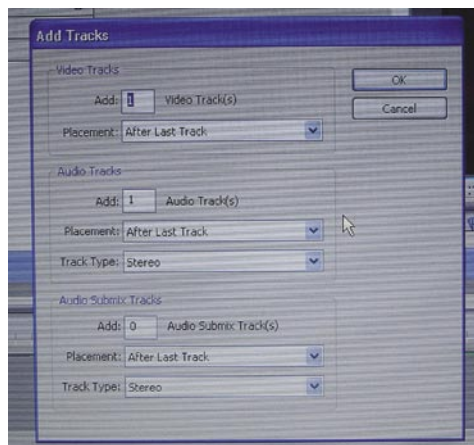 Add Tracks
Video Tracks
OK
Add: 1 Video Track(s)
Cancel
Placement: After Last Track
Audio Tracks
Add: 1 Audio Track(s)
Placement: After Last Track
Track Type: Stereo
Audio Submix Tracks
Add: 0 Audio Submix Track(s)
Placement: After Last Track
Track Type: Stereo